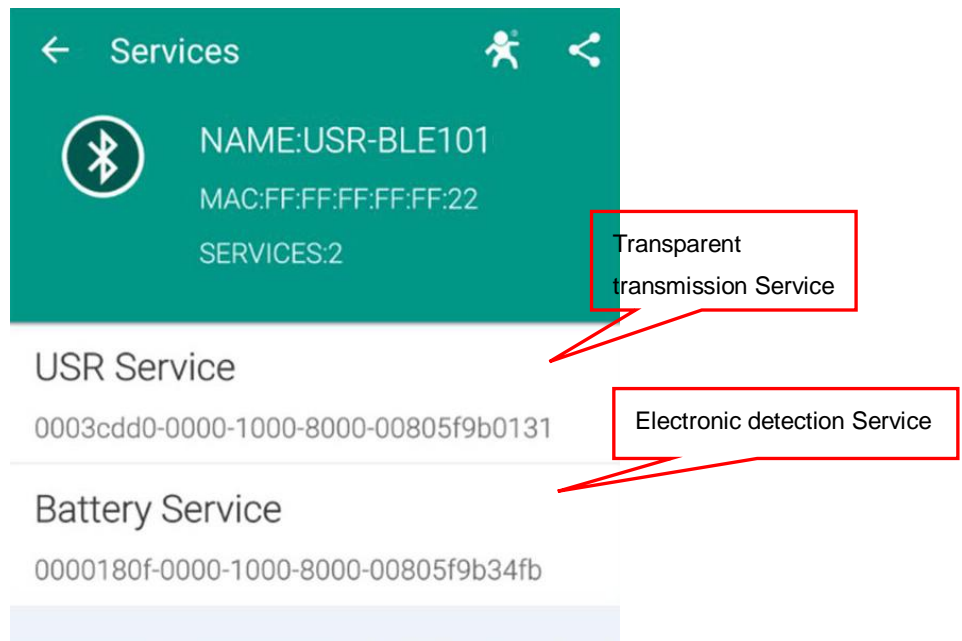 Services
NAME:USR-BLE101
MAC:FF:FF:FF:FF:FF:22
SERVICES:2
Transparent
transmission Service
USR Service
0003cdd0-0000-1000-8000-00805f9b0131
Electronic detection Service
Battery Service
0000180f-0000-1000-8000-00805f9b34fb